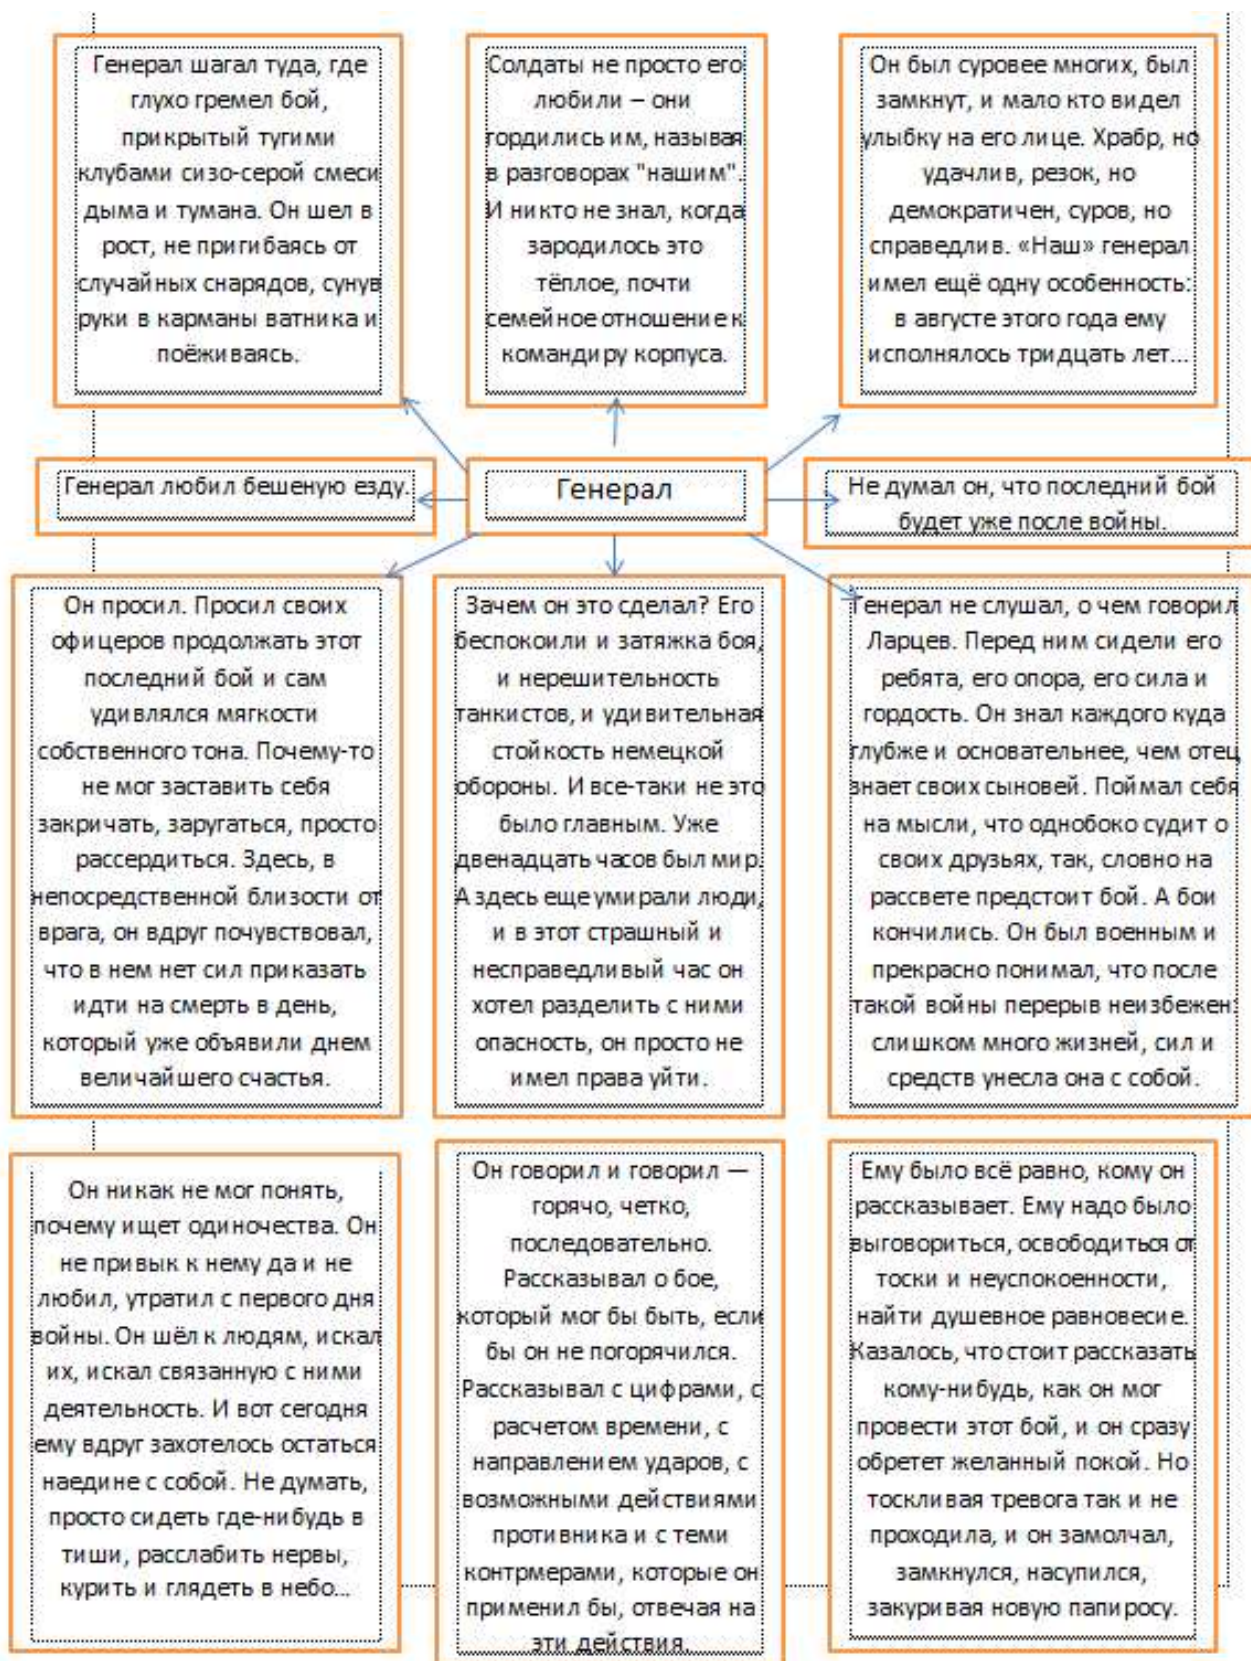 Генерал шагал туда, где
глухо гремел бой,
прикрытый тугими
клубами сизо-серой смеси
дыма и тумана. Он шел в
рост, не пригибаясь от
случайных снарядов, сунув
руки в карманы ватника и
поёживаясь.
Солдаты не просто его
любили – они
гордились им, называя
в разговорах "нашим".
И никто не знал, когда
зародилось это
тёплое, почти
семейное отношение к
командиру корпуса.
Он был суровее многих, был
замкнут, и мало кто видел
улыбку на его лице. Храбр, но
удачлив, резок, но
демократичен, суров, но
справедлив. «Наш» генерал
имел ещё одну особенность:
в августе этого года ему
исполнялось тридцать лет...
Генерал любил бешеную езду.
Генерал
Не думал он, что последний бой
будет уже после войны.
Он просил. Просил своих
офицеров продолжать этот
последний бой и сам
удивлялся мягкости
собственного тона. Почему-то
не мог заставить себя
закричать, заругаться, просто
рассердиться. Здесь, в
непосредственной близости от
врага, он вдруг почувствовал,
что в нем нет сил приказать
идти на смерть в день,
который уже объявили днем
величайшего счастья.
Зачем он это сделал? Его
беспокоили и затяжка боя,
и нерешительность
танкистов, и удивительная
стойкость немецкой
обороны. И все-таки не это
было главным. Уже
двенадцать часов был мир.
А здесь еще умирали люди,
и в этот страшный и
несправедливый час он
хотел разделить с ними
опасность, он просто не
имел права уйти.
Генерал не слушал, о чем говорил
Ларцев. Перед ним сидели его
ребята, его опора, его сила и
гордость. Он знал каждого куда
глубже и основательнее, чем отец
знает своих сыновей. Поймал себя
на мысли, что однобоко судит о
своих друзьях, так, словно на
рассвете предстоит бой. А бои
кончились. Он был военным и
прекрасно понимал, что после
такой войны перерыв неизбежен:
слишком много жизней, сил и
средств унесла она с собой.
Он никак не мог понять,
почему ищет одиночества. Он
не привык к нему да и не
любил, утратил с первого дня
войны. Он шёл к людям, искал
их, искал связанную с ними
деятельность. И вот сегодня
ему вдруг захотелось остаться
наедине с собой. Не думать,
просто сидеть где-нибудь в
тиши, расслабить нервы,
курить и глядеть в небо...
Он говорил и говорил —
горячо, четко,
последовательно.
Рассказывал о бое,
который мог бы быть, если
бы он не погорячился.
Рассказывал с цифрами, с
расчетом времени, с
направлением ударов, с
возможными действиями
противника и с теми
контрмерами, которые он
применил бы, отвечая на
эти действия.
Ему было всё равно, кому он
рассказывает. Ему надо было
выговориться, освободиться от
тоски и неуспокоенности,
найти душевное равновесие.
Казалось, что стоит рассказать
кому-нибудь, как он мог
провести этот бой, и он сразу
обретет желанный покой. Но
тоскливая тревога так и не
проходила, и он замолчал,
замкнулся, насупился,
закуривая новую папиросу.